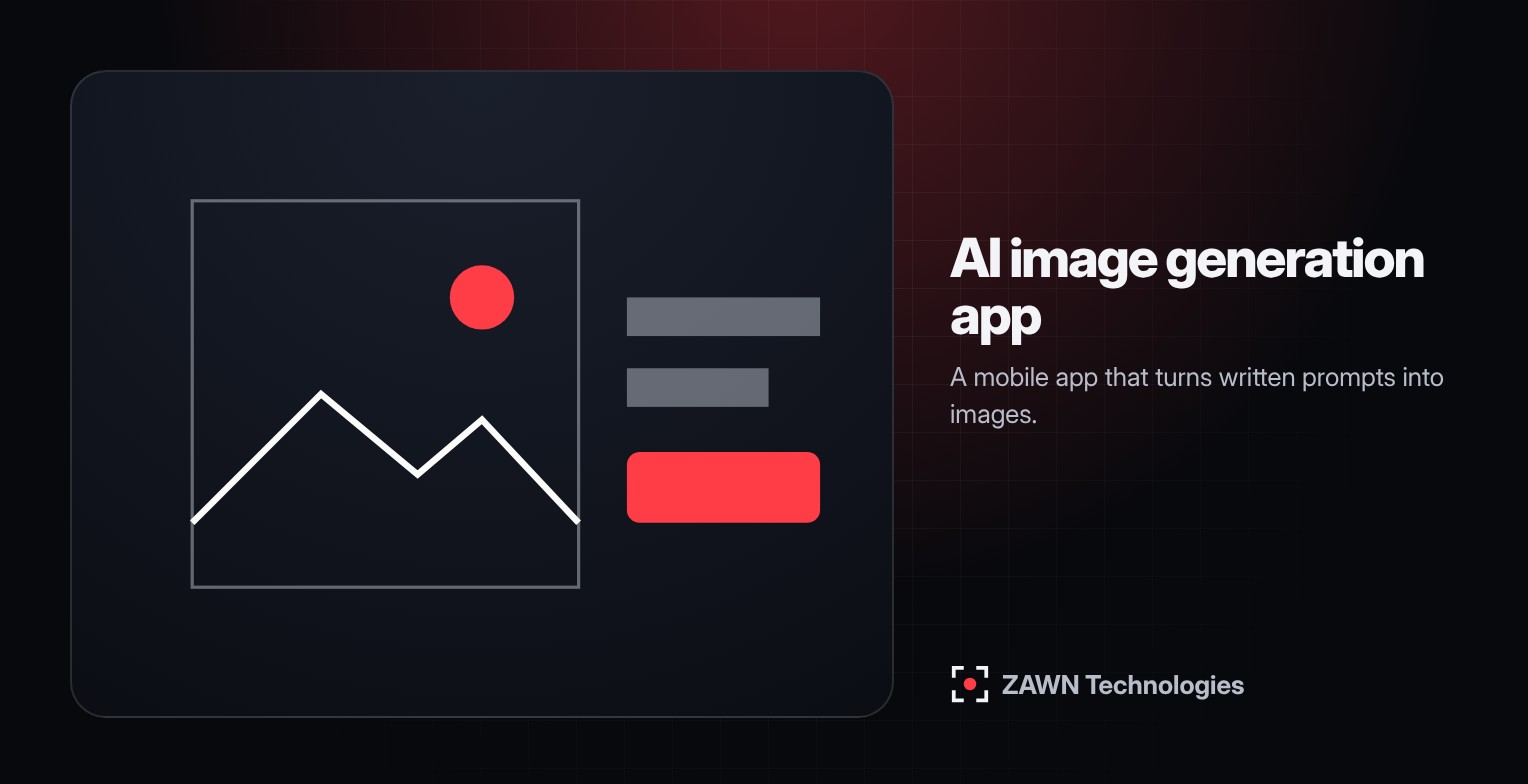 AI image generation
app
A mobile app that turns written prompts into
images.
ZAWN Technologies